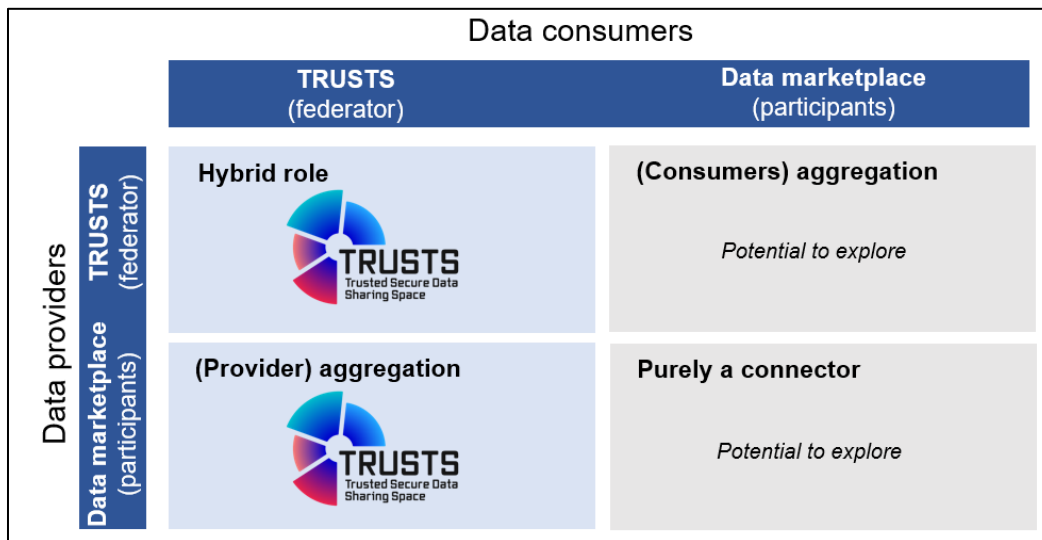 Data consumers
TRUSTS
(federator)
Data marketplace
(participants)
Data providers
TRUSTS
(federator)
Hybrid role
TRUSTS
Trusted Secure Data
Sharing Space
(Consumers) aggregation
Potential to explore
Data marketplace
(participants)
(Provider) aggregation
TRUSTS
Trusted Secure Data
Sharing Space
Purely a connector
Potential to explore